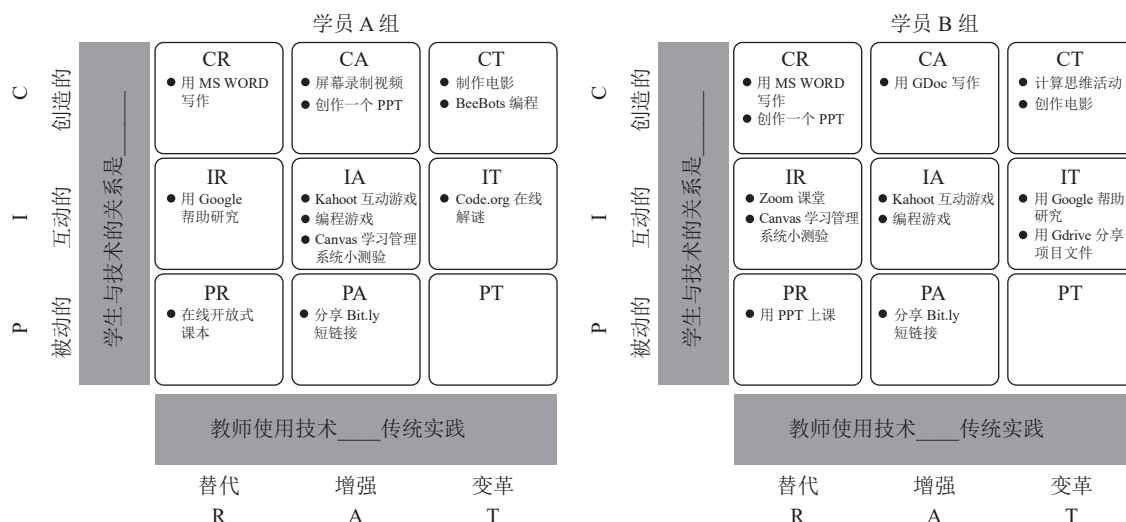 学员 A 组
C
创造的
I
互动的
P
被动的
学生与技术的关系是____
CR
● 用 MS WORD
写作
CA
● 屏幕录制视频
● 创作一个 PPT
CT
● 制作电影
● BeeBots 编程
IR
● 用 Google
帮助研究
IA
● Kahoot 互动游戏
● 编程游戏
● Canvas 学习管理
系统小测验
IT
● Code.org 在线
解谜
PR
● 在线开放式
课本
PA
● 分享 Bit.ly
短链接
PT
教师使用技术____传统实践
替代
增强
变革
R
A
T
学员 B 组
C
创造的
I
互动的
P
被动的
学生与技术的关系是____
CR
● 用 MS WORD
写作
● 创作一个 PPT
CA
● 用 GDoc 写作
CT
● 计算思维活动
● 创作电影
IR
● Zoom 课堂
● Canvas 学习管理
系统小测验
IA
● Kahoot 互动游戏
● 编程游戏
IT
● 用 Google 帮助
研究
● 用 Gdrive 分享
项目文件
PR
● 用 PPT 上课
PA
● 分享 Bit.ly
短链接
PT
教师使用技术____传统实践
替代
增强
变革
R
A
T